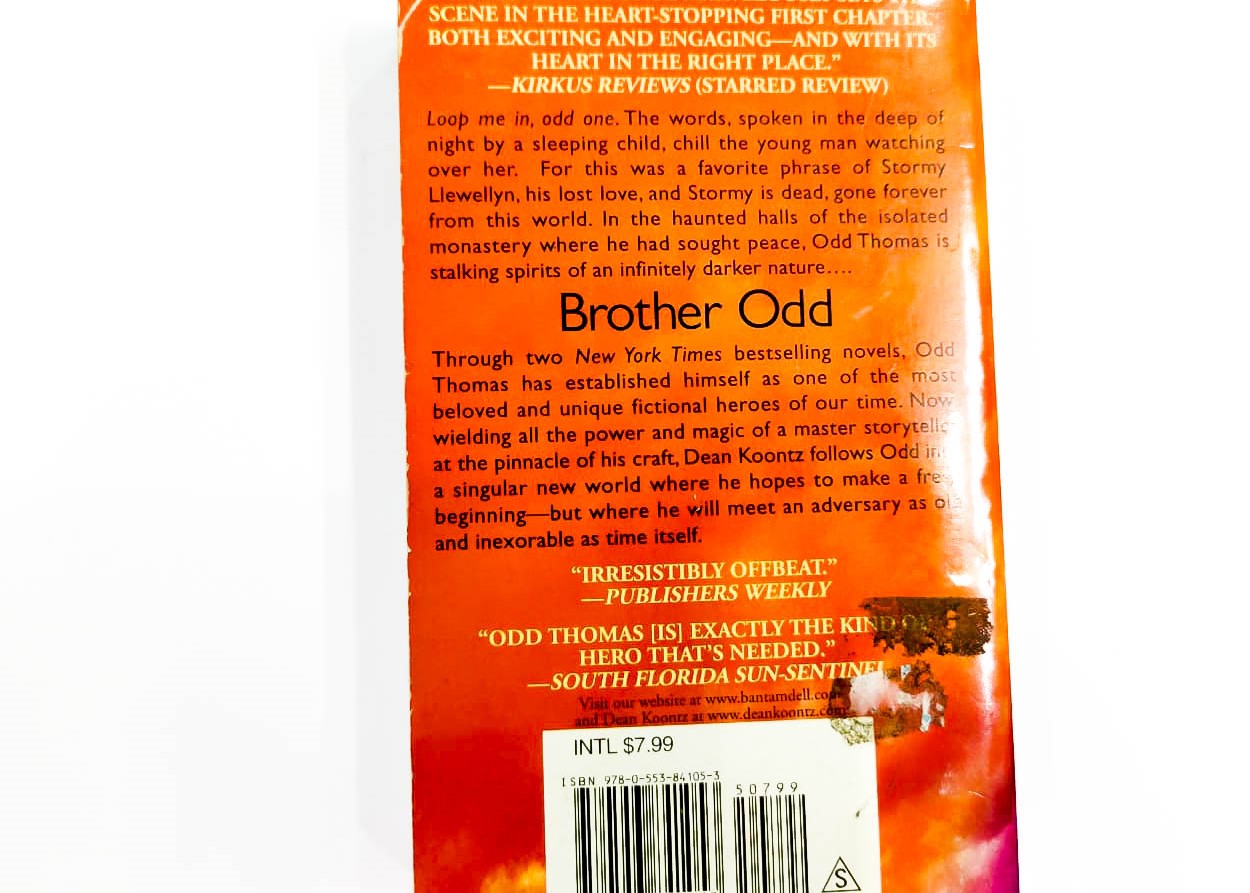 SCENE IN THE HEART-STOPPING FIRST CHAPTER,
BOTH EXCITING AND ENGAGING—AND WITH ITS
HEART IN THE RIGHT PLACE.”
—KIRKUS REVIEWS (STARRED REVIEW)
Loop me in, odd one. The words, spoken in the deep of
night by a sleeping child, chill the young man watching
over her. For this was a favorite phrase of Stormy
Llewellyn, his lost love, and Stormy is dead, gone forever
from this world. In the haunted halls of the isolated
monastery where he had sought peace, Odd Thomas is
stalking spirits of an infinitely darker nature….
Brother Odd
Through two New York Times bestselling novels, Odd
Thomas has established himself as one of the most
beloved and unique fictional heroes of our time. Now
wielding all the power and magic of a master
at the pinnacle of his craft, Dean Koontz follows Odd
a singular new world where he hopes to make a
beginning—but where he will meet an adversary as
and inexorable as time itself.
“IRRESISTIBLY OFFBEAT.”
—PUBLISHERS WEEKLY
“ODD THOMAS [IS] EXACTLY THE KIND OF
HERO THAT’S NEEDED.”
—SOUTH FLORIDA SUN-SENTINEL
Visit our website at www.bantamdell.com
and Dean Koontz at www.deankoontz.com
INTL $7.99
ISBN 978-0-553-84105-3
50799
S